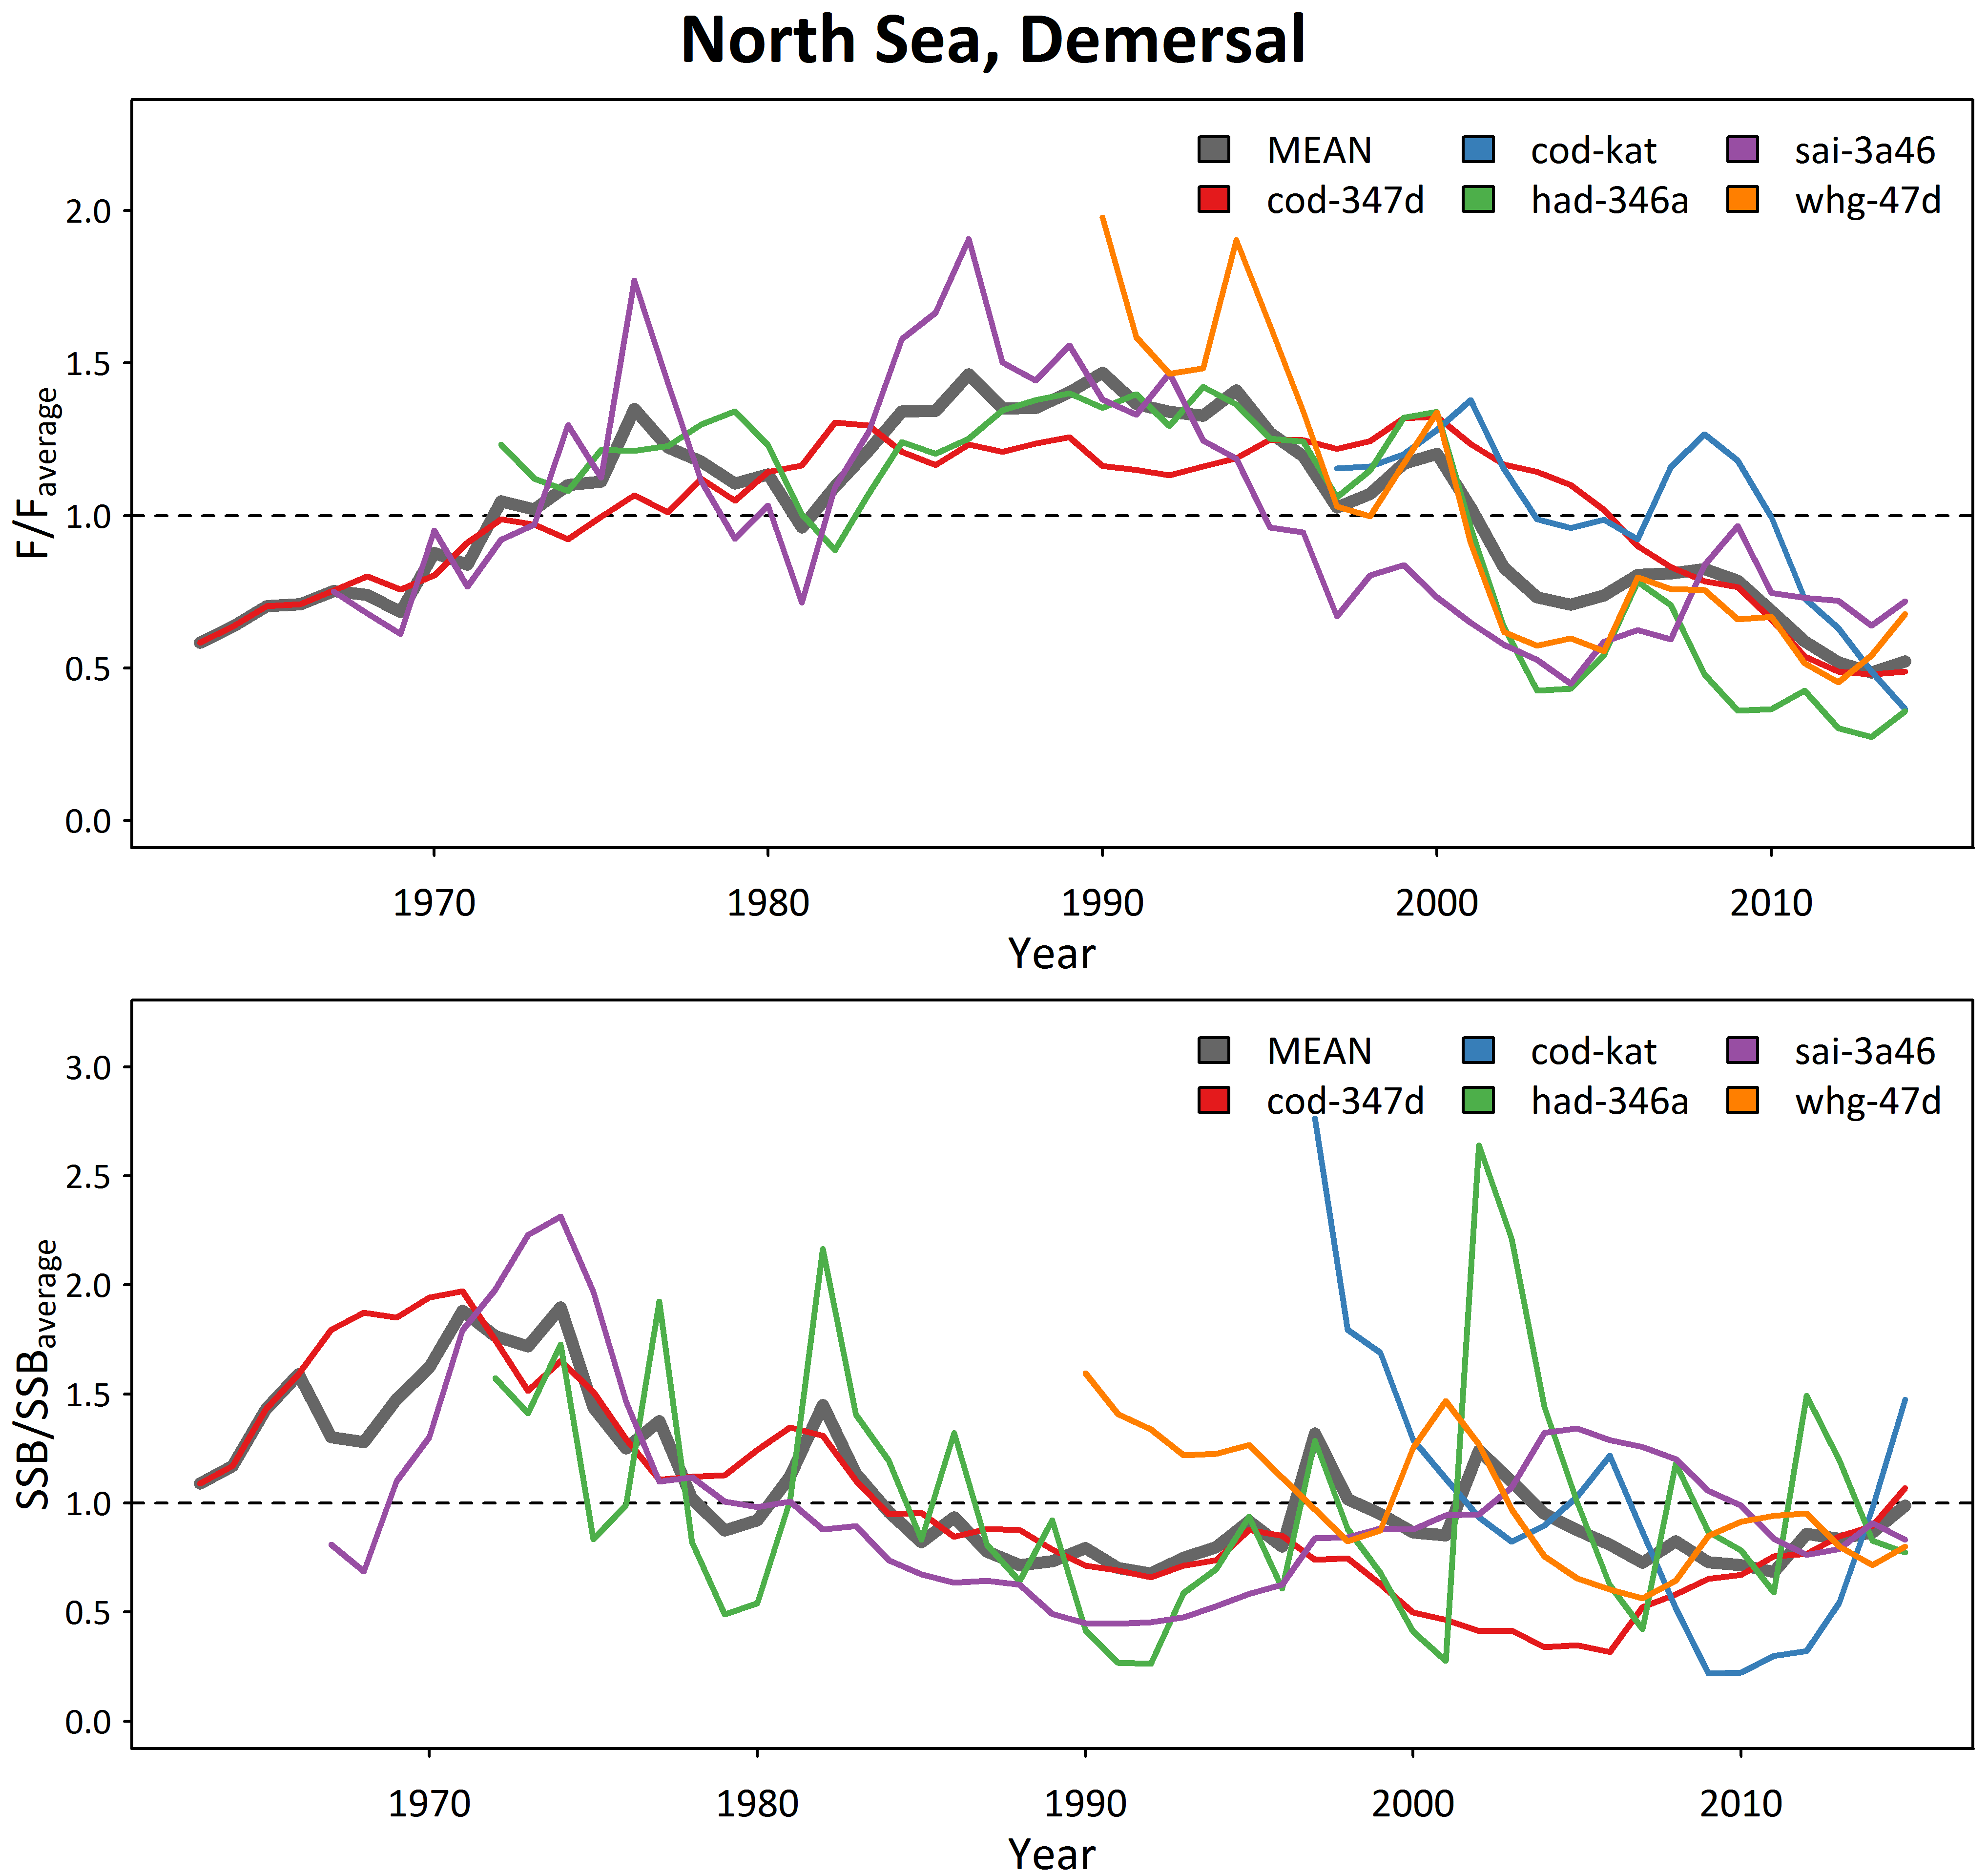 North Sea, Demersal
MEAN cod-kat sai-3a46
cod-347d had-346a whg-47d
2.0
1.5
1.0
0.5
0.0
F/Faverage
1970 1980 1990 2000 2010
Year
MEAN cod-kat sai-3a46
cod-347d had-346a whg-47d
3.0
2.5
2.0
1.5
1.0
0.5
0.0
SSB/SSBaverage
1970 1980 1990 2000 2010
Year